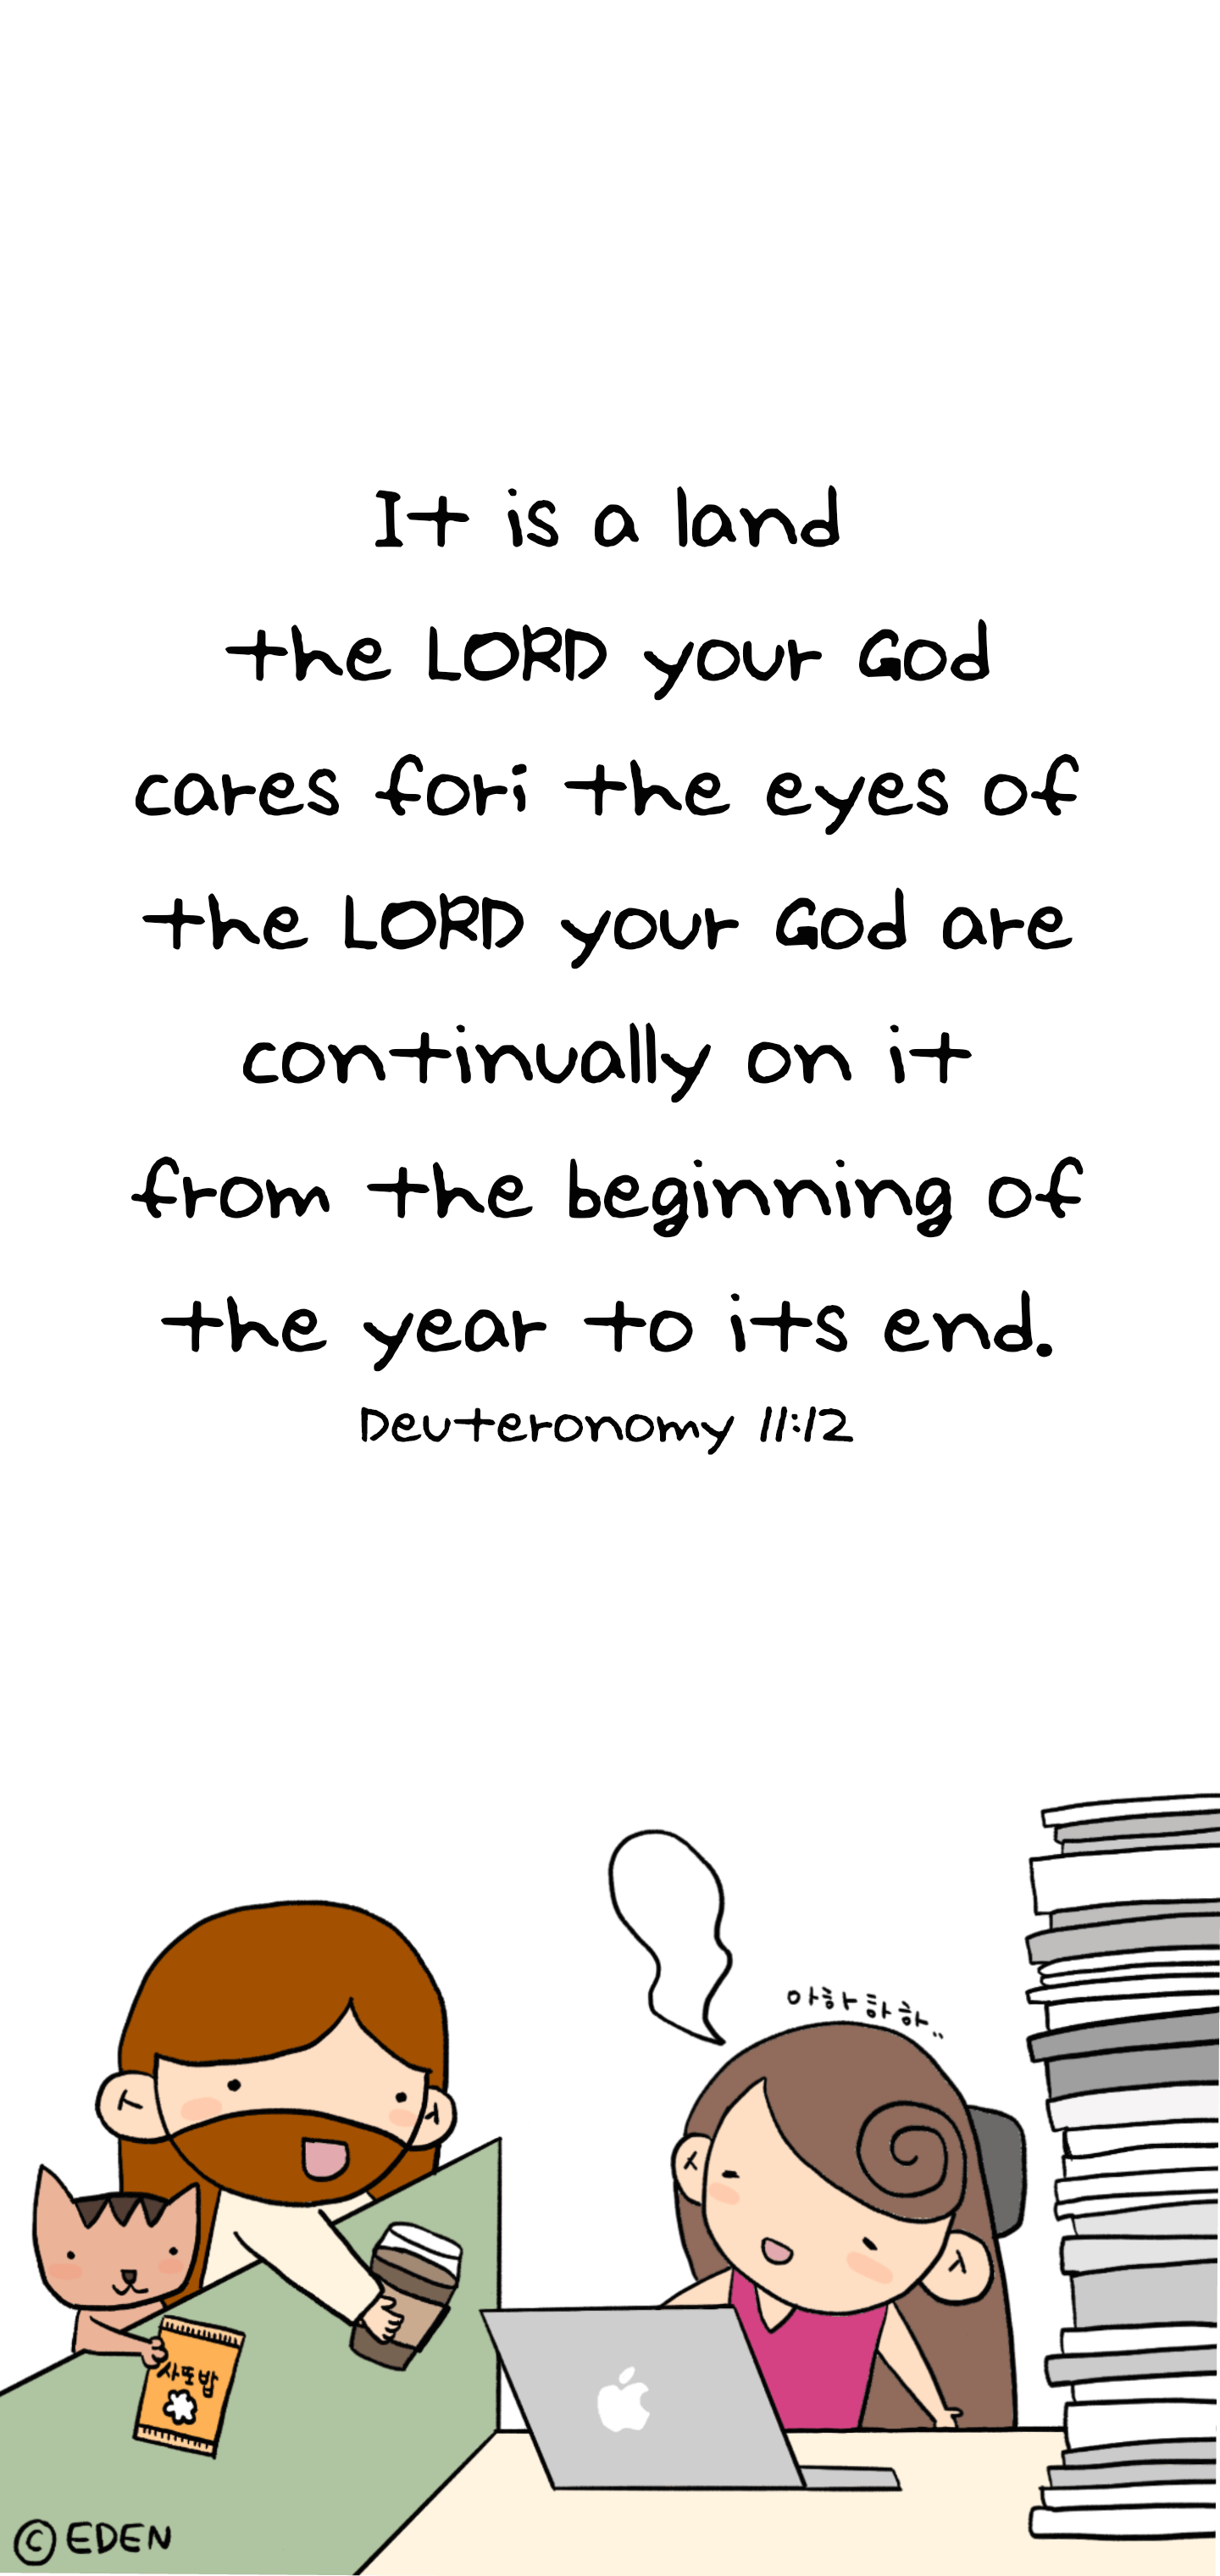 It is a land
the LORD your God
cares fori the eyes of
the LORD your God are
continually on it
from the beginning of
the year to its end.
Deuteronomy 11:12
아하하하..
사또밥
© EDEN